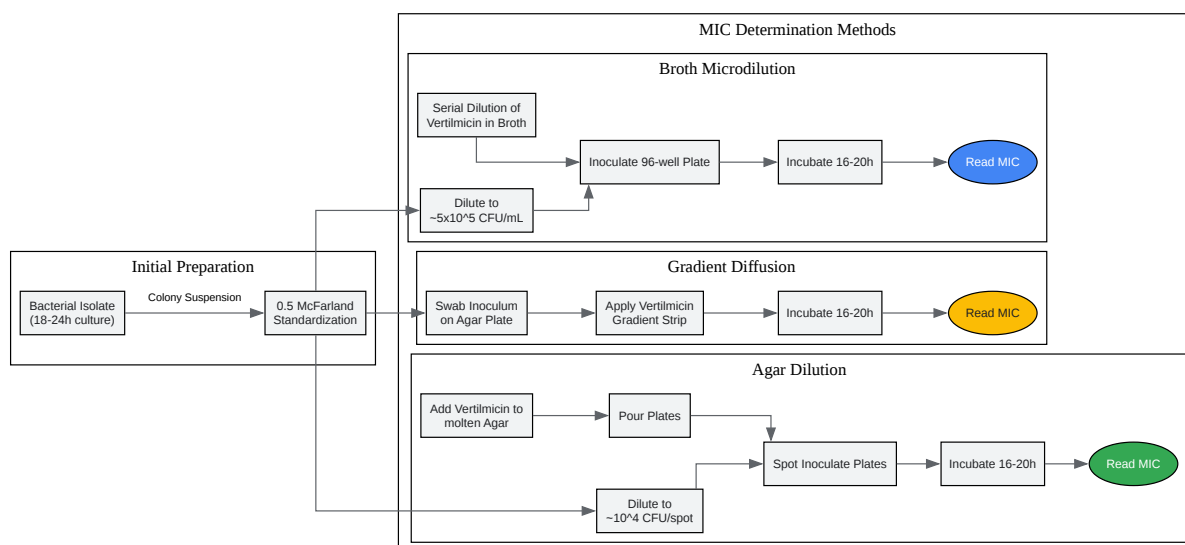 MIC Determination Methods
Broth Microdilution
Serial Dilution of
Vertilmicin in Broth
Inoculate 96-well Plate
Incubate 16-20h
Read MIC
Dilute to
~5x10^5 CFU/mL
Initial Preparation
Bacterial Isolate
(18-24h culture)
Colony Suspension
0.5 McFarland
Standardization
Gradient Diffusion
Swab Inoculum
on Agar Plate
Apply Vertilmicin
Gradient Strip
Incubate 16-20h
Read MIC
Agar Dilution
Add Vertilmicin to
molten Agar
Pour Plates
Spot Inoculate Plates
Incubate 16-20h
Read MIC
Dilute to
~10^4 CFU/spot